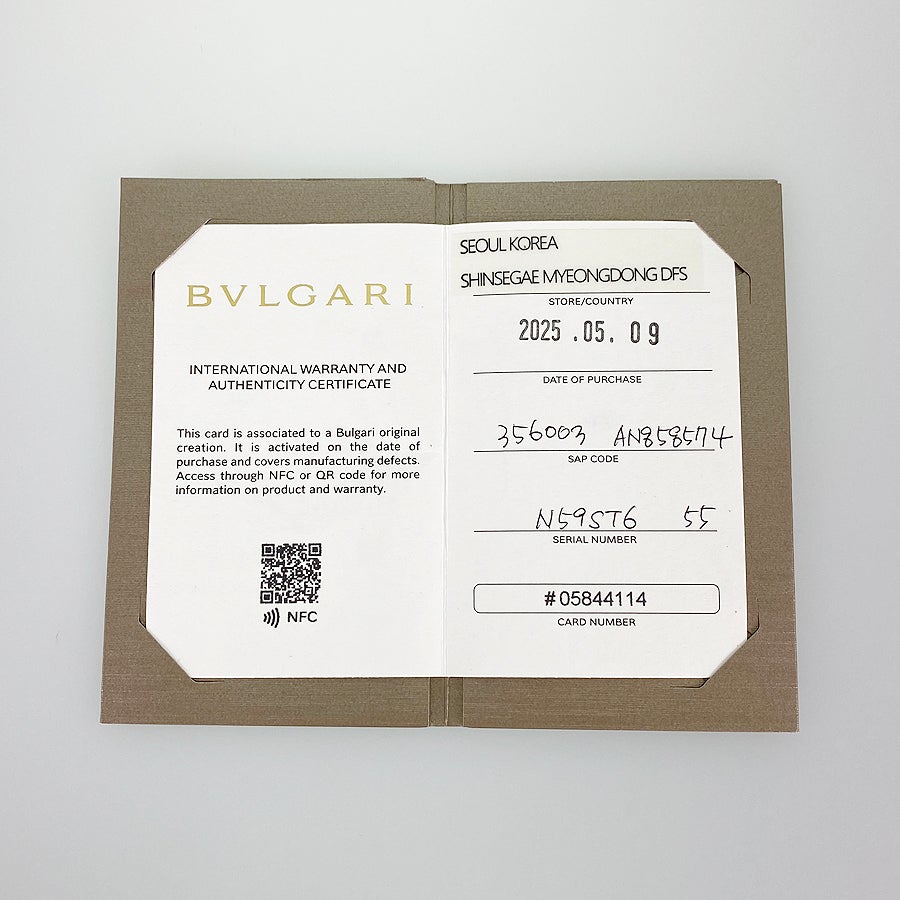 BVLGARI
INTERNATIONAL WARRANTY AND
AUTHENTICITY CERTIFICATE
This card is associated to a Bulgari original
creation. It is activated on the date of
purchase and covers manufacturing defects.
Access through NFC or QR code for more
information on product and warranty.
NFC
SEOUL KOREA
SHINSEGAE MYEONGDONG DFS
STORE/COUNTRY
2025 .05. 09
DATE OF PURCHASE
356003 AN858574
SAP CODE
N59ST6 55
SERIAL NUMBER
#05844114
CARD NUMBER